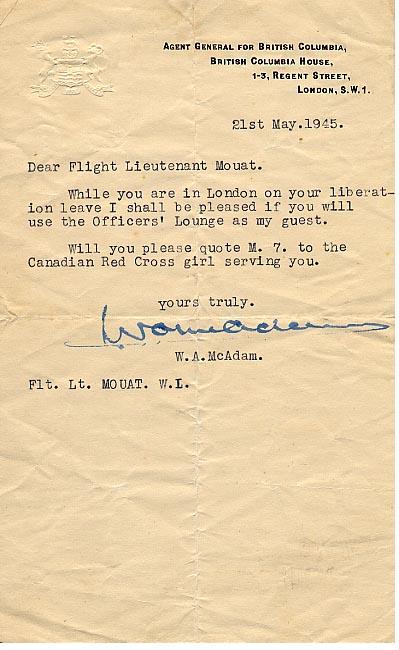 AGENT GENERAL FOR BRITISH COLUMBIA,
BRITISH COLUMBIA HOUSE,
1-3, REGENT STREET,
LONDON, S.W.1.
21st May.1945.
Dear Flight Lieutenant Mouat.
While you are in London on your liberat-
ion leave I shall be pleased if you will
use the Officers' Lounge as my guest.
Will you please quote M. 7. to the
Canadian Red Cross girl serving you.
yours truly.
W.A.McAdam
W.A.McAdam.
Flt. Lt. MOUAT. W.L.